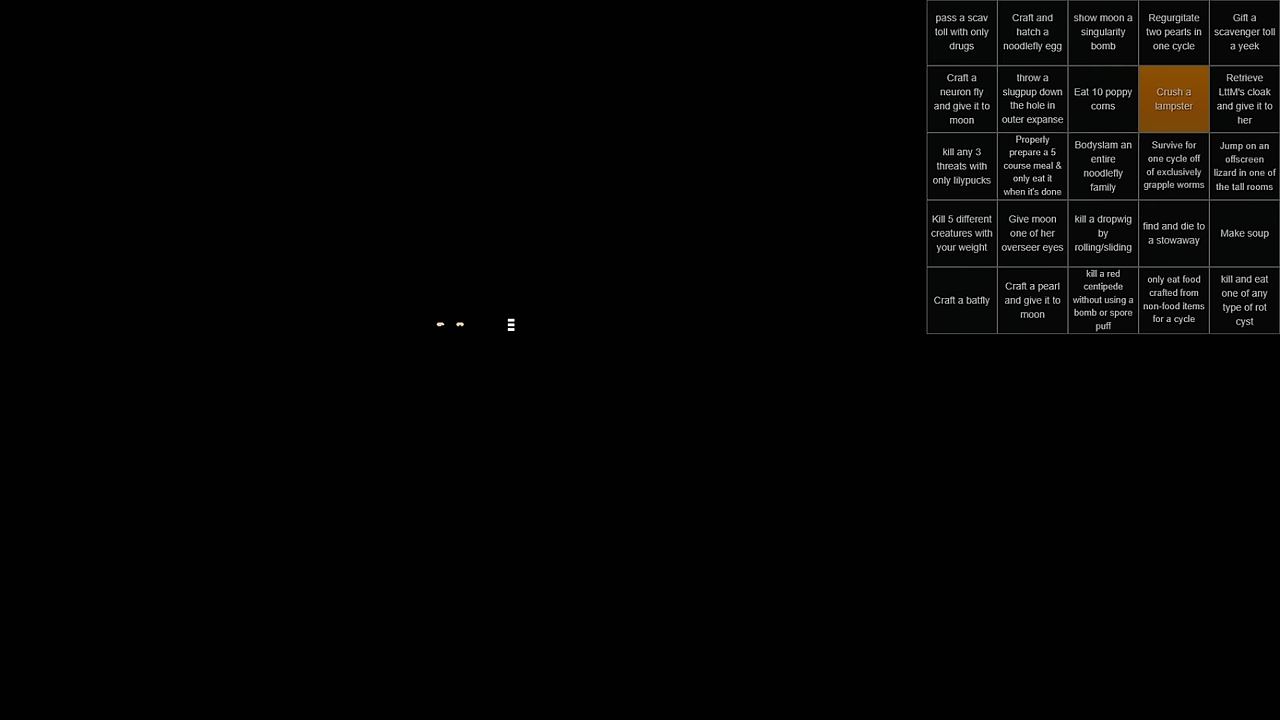 pass a scav
toll with only
drugs
Craft and
hatch a
noodlefly egg
show moon a
singularity
bomb
Regurgitate
two pearls in
one cycle
Gift a
scavenger toll
a yeek
Craft a
neuron fly
and give it to
moon
throw a
slugpup down
the hole in
outer expanse
Eat 10 poppy
corns
Crush a
lampster
Retrieve
LttM's cloak
and give it to
her
kill any 3
threats with
only lilypucks
Properly
prepare a 5
course meal &
only eat it
when it's done
Bodyslam an
entire
noodlefly
family
Survive for
one cycle off
of exclusively
grapple worms
Jump on an
offscreen
lizard in one of
the tall rooms
Kill 5 different
creatures with
your weight
Give moon
one of her
overseer eyes
kill a dropwig
by
rolling/sliding
find and die to
a stowaway
Make soup
Craft a batfly
Craft a pearl
and give it to
moon
kill a red
centipede
without using a
bomb or spore
puff
only eat food
crafted from
non-food items
for a cycle
kill and eat
one of any
type of rot
cyst